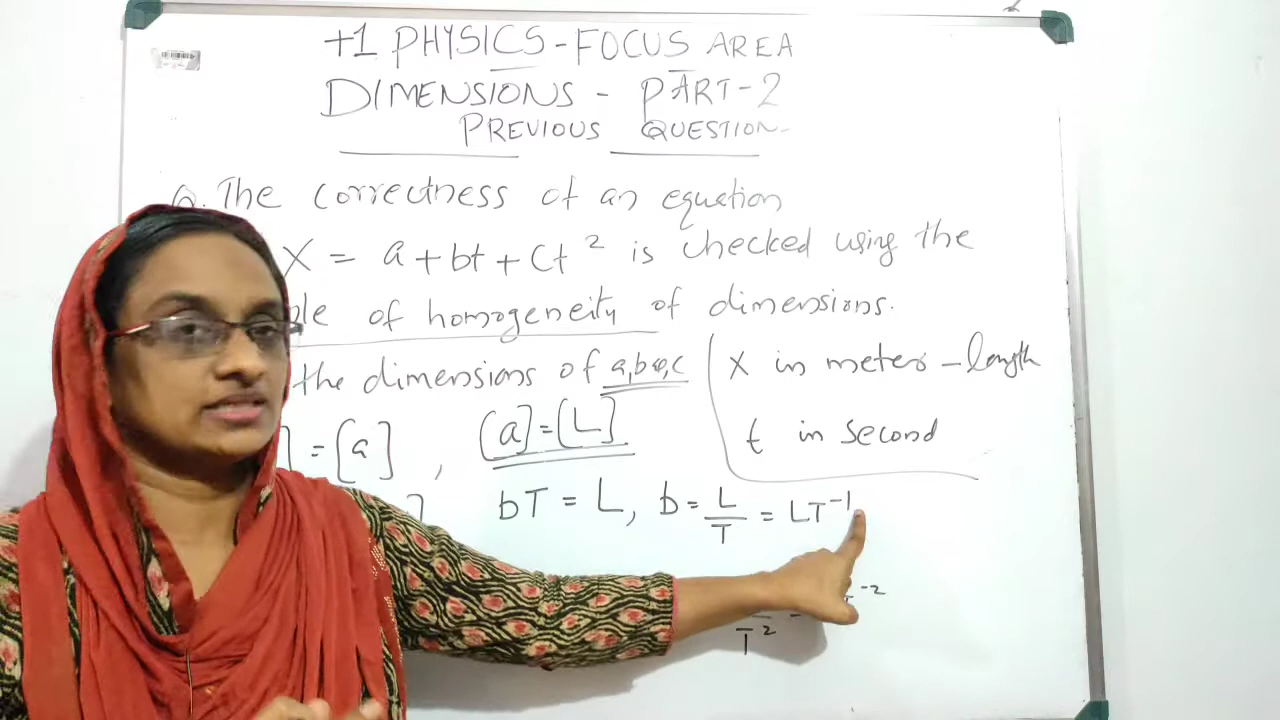 +1 PHYSICS - FOCUS AREA
DIMENSIONS - PART-2
PREVIOUS QUESTION
Q. The correctness of an equation
X = a + bt + Ct² is checked using the
of homogeneity of dimensions.
the dimensions of a, b &, c
X in meters - length
t in second
] = [a] , [a] = [L]
bT = L, b = L/T = LT⁻¹
T² ⁻²